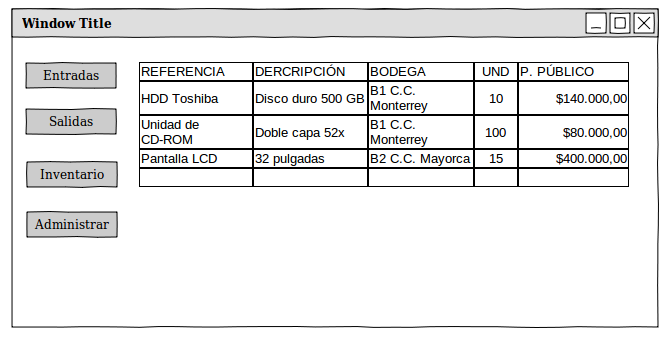 Window Title
Entradas
Salidas
Inventario
Administrar
REFERENCIA DERCRIPCIÓN BODEGA UND P. PÚBLICO
HDD Toshiba Disco duro 500 GB B1 C.C. Monterrey 10 $140.000,00
Unidad de CD-ROM Doble capa 52x B1 C.C. Monterrey 100 $80.000,00
Pantalla LCD 32 pulgadas B2 C.C. Mayorca 15 $400.000,00